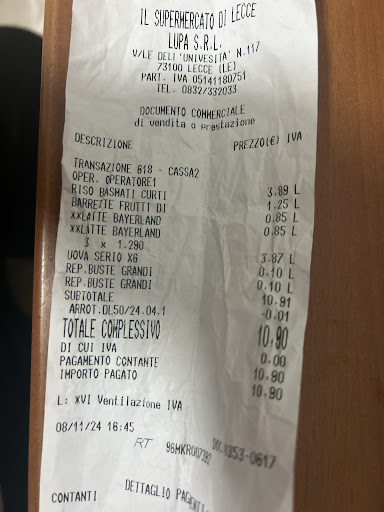 IL SUPERMERCATO DI LECCE
LUPA S.R.L.
V/LE DELL'UNIVESITA' N.117
73100 LECCE (LE)
PART. IVA 05141180751
TEL. 0832/332033
DOCUMENTO COMMERCIALE
di vendita o prestazione
DESCRIZIONE PREZZO(€) IVA
TRANSAZIONE 618 - CASSA2
OPER. OPERATORE1
RISO BASMATI CURTI 3.89 L
BARRETTE FRUTTI DI 1.25 L
xxLATTE BAYERLAND 0.85 L
xxLATTE BAYERLAND 0.85 L
3 x 1.290
UOVA SERIO X6 3.87 L
REP.BUSTE GRANDI 0.10 L
REP.BUSTE GRANDI 0.10 L
SUBTOTALE 10.91
ARROT.DL50/24.04.1 -0.01
TOTALE COMPLESSIVO 10,90
DI CUI IVA 0.00
PAGAMENTO CONTANTE 10.90
IMPORTO PAGATO 10.90
L: *VI Ventilazione IVA
08/11/24 16:45 DOC.1353-0617
RT 96MKR007392
DETTAGLIO
CONTANTI